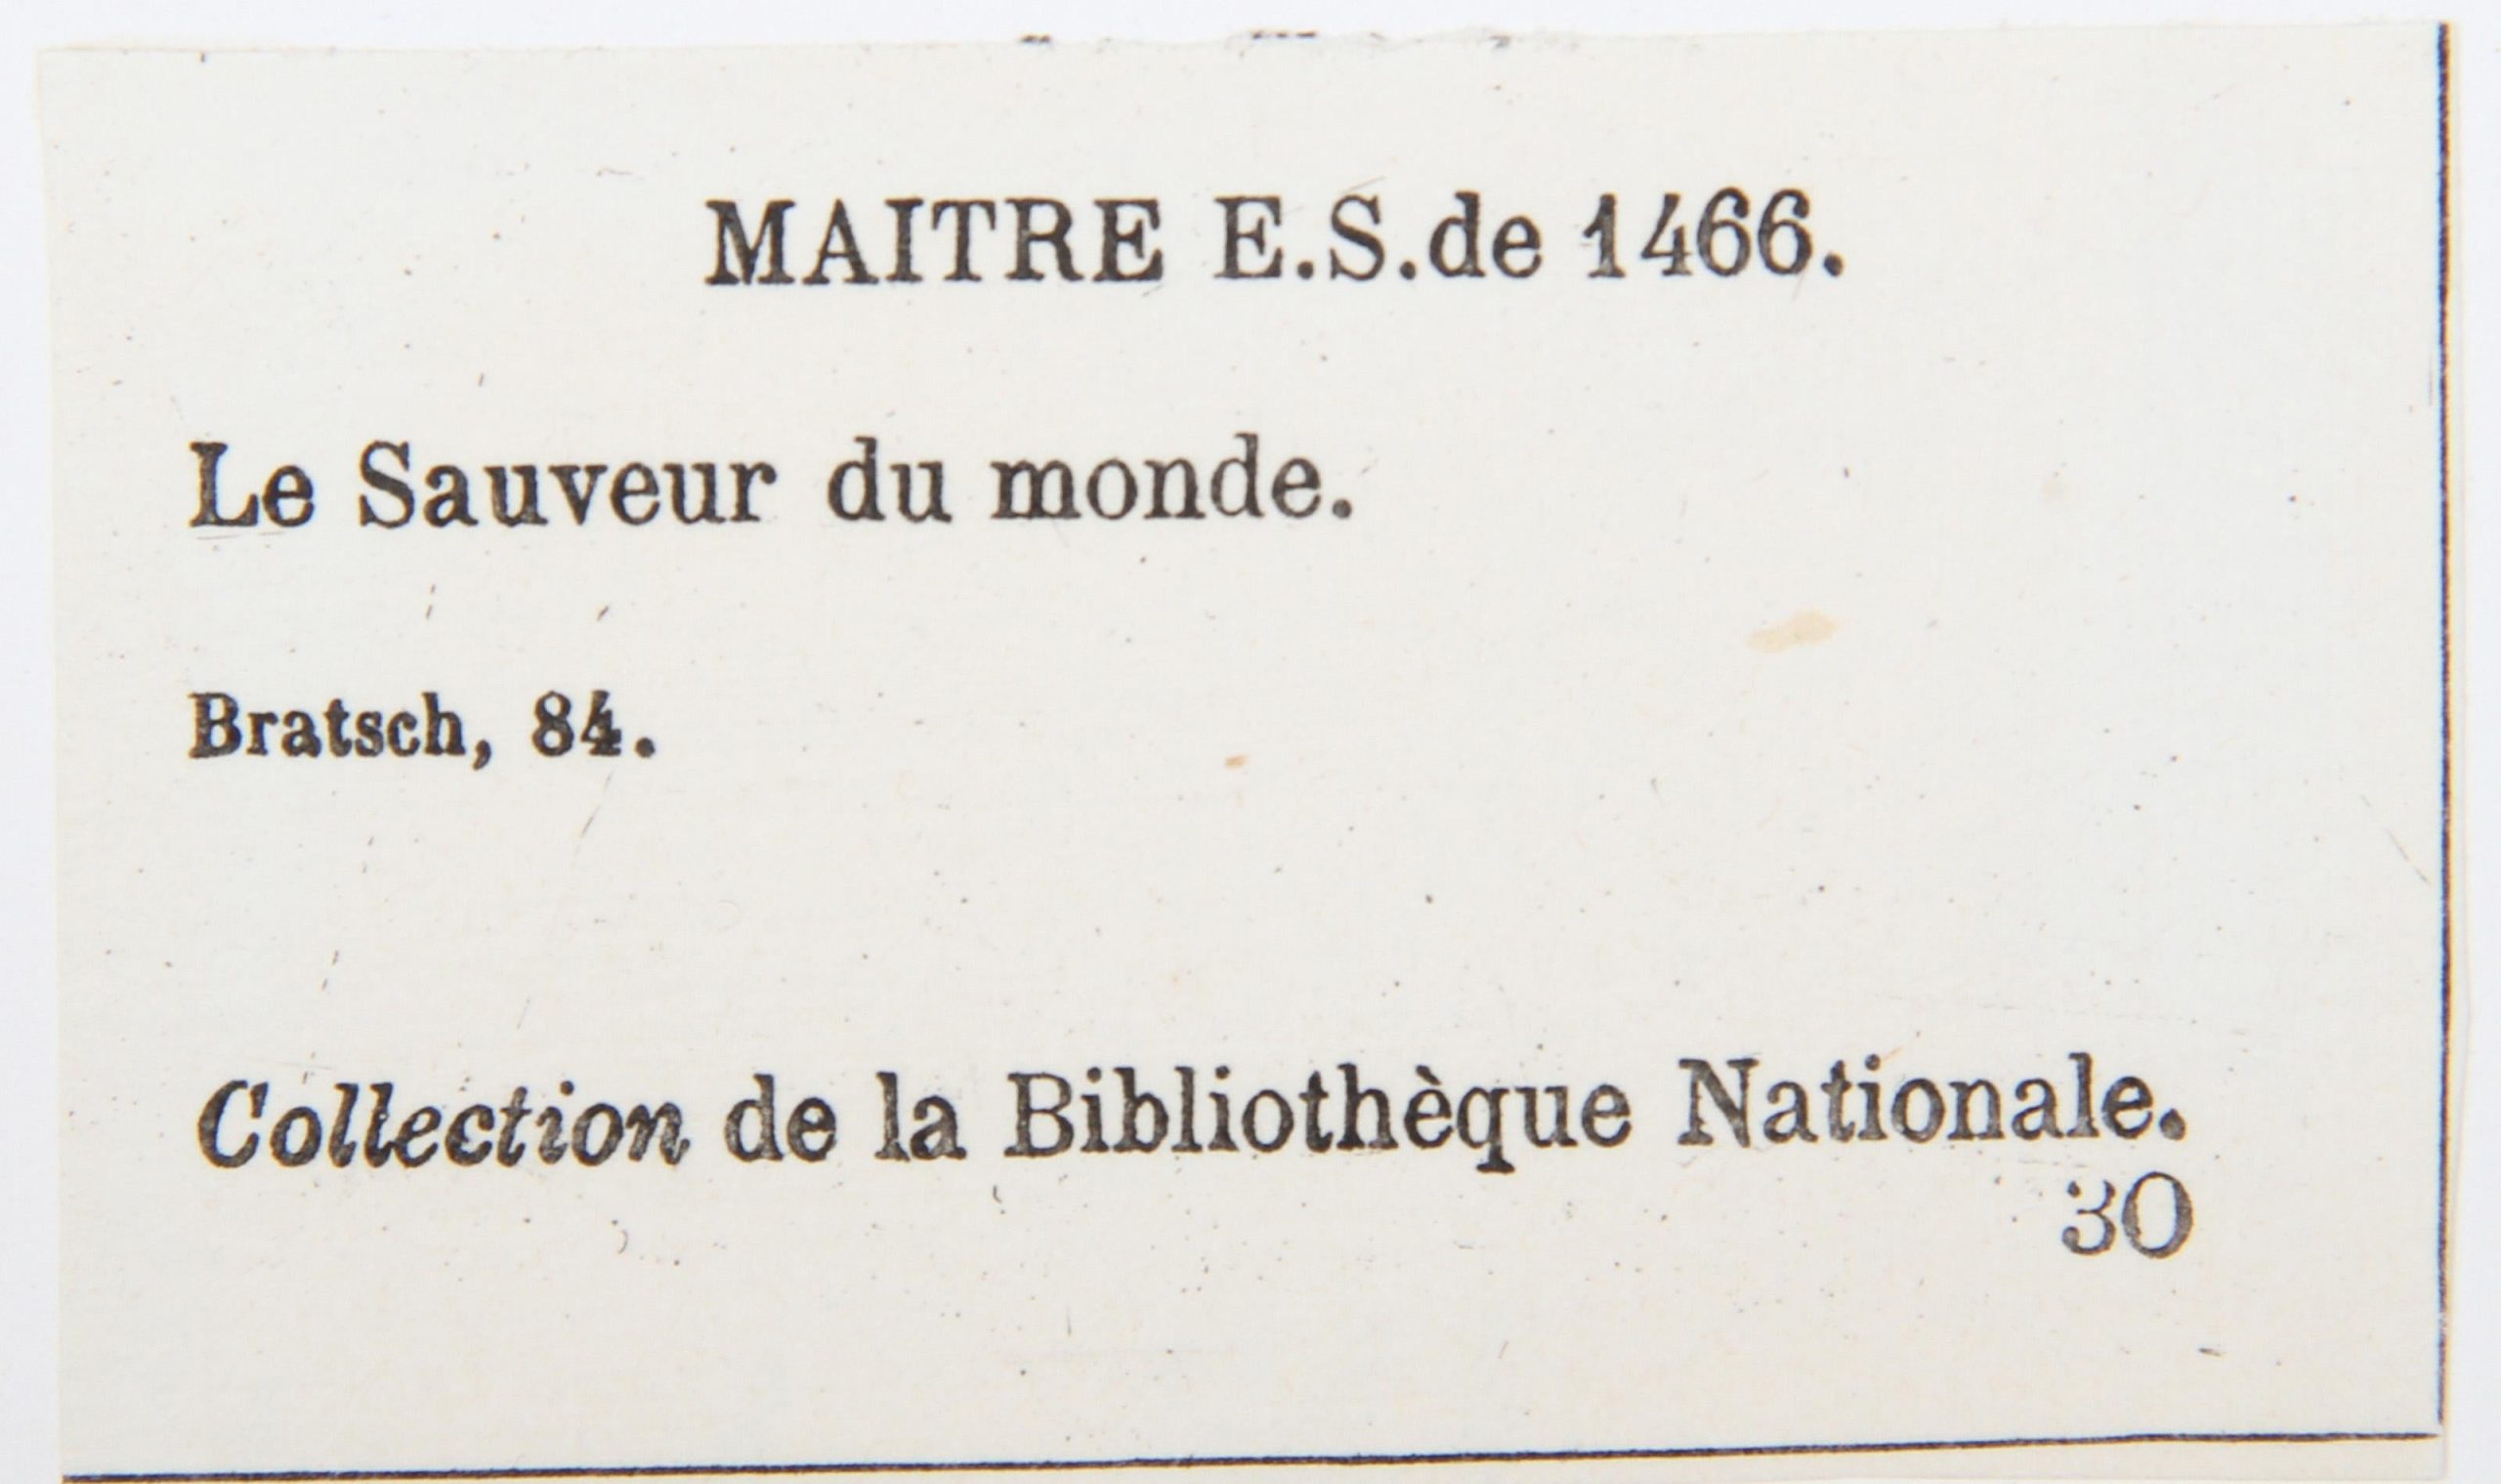 MAITRE E.S.de 1466.
Le Sauveur du monde.
Bratsch, 84.
Collection de la Bibliothèque Nationale.
30